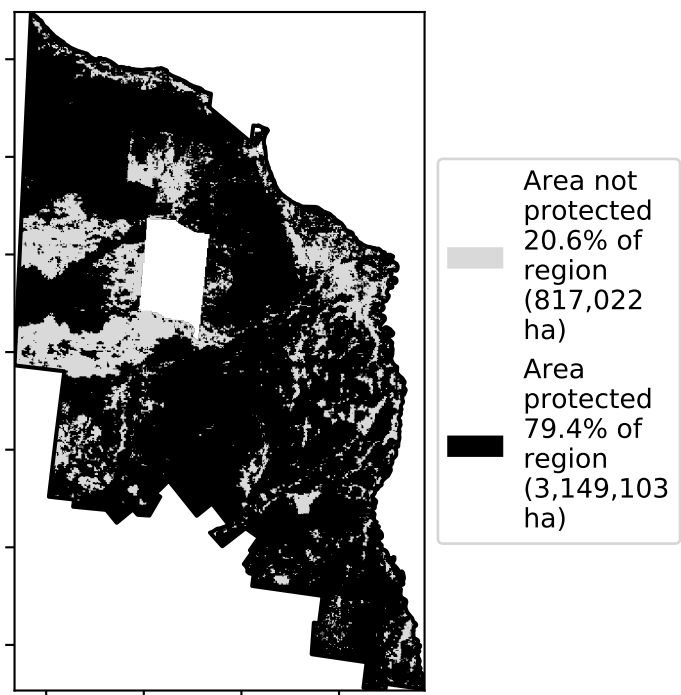 Area not
protected
20.6% of
region
(817,022
ha)
Area
protected
79.4% of
region
(3,149,103
ha)